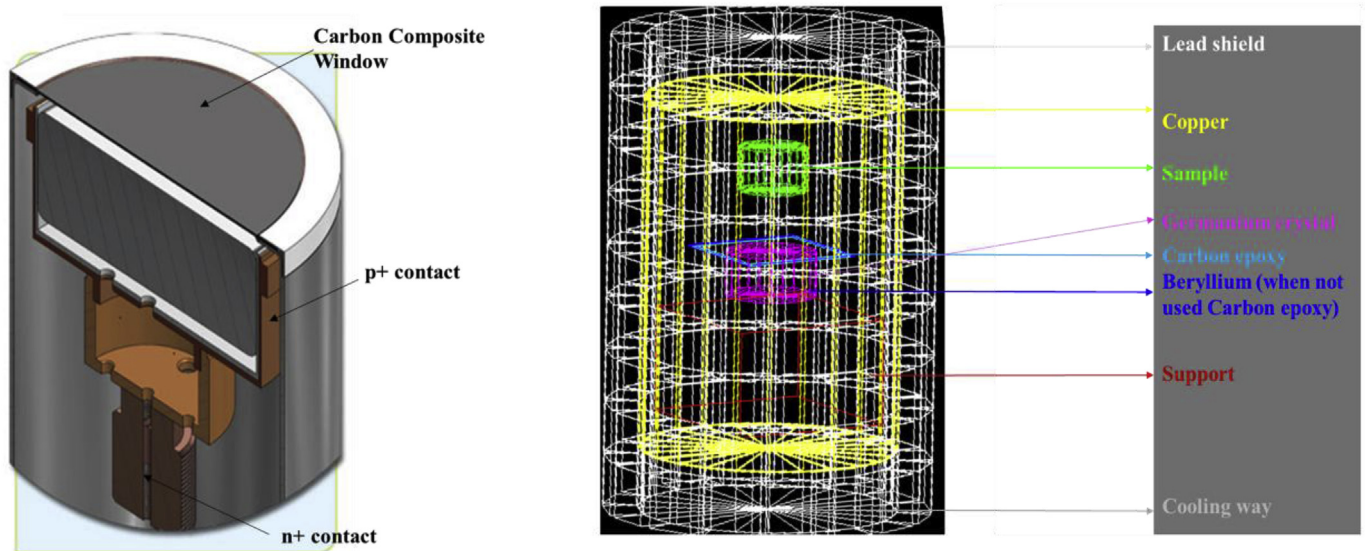 Carbon Composite
Window
p+ contact
n+ contact
Lead shield
Copper
Sample
Germanium crystal
Carbon epoxy
Beryllium (when not
used Carbon epoxy)
Support
Cooling way